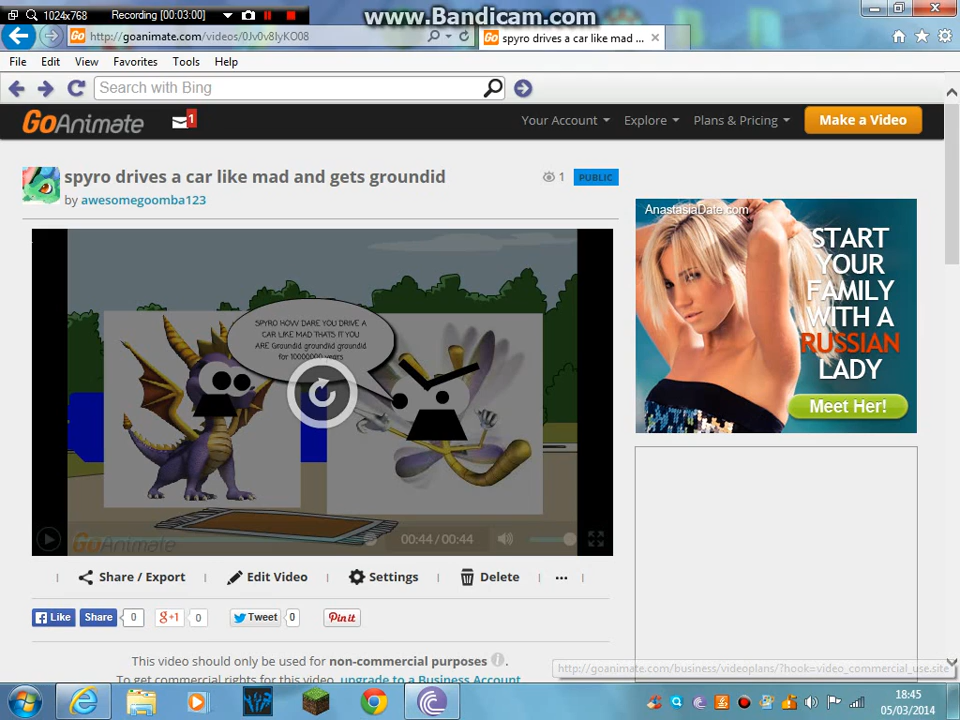 1024x768 Recording [00:03:00]
www.Bandicam.com
Go http://goanimate.com/videos/0Jv0v8IyKO08
Go spyro drives a car like mad ...
File Edit View Favorites Tools Help
Search with Bing
GoAnimate 1 Your Account Explore Plans & Pricing Make a Video
spyro drives a car like mad and gets groundid
1 PUBLIC
by awesomegoomba123
SPYRO HOW DARE YOU DRIVE A
CAR LIKE MAD THATS IT YOU
ARE Groundid groundid groundid
for 10000000 years
GoAnimate
00:44/00:44
AnastasiaDate.com
START
YOUR
FAMILY
WITH A
RUSSIAN
LADY
Meet Her!
Share / Export Edit Video Settings Delete ...
Like Share 0 g+1 0 Tweet 0 Pin it
This video should only be used for non-commercial purposes i .
To get commercial rights for this video, upgrade to a Business Account
http://goanimate.com/business/videoplans/?hook=video_commercial_use.site
18:45
05/03/2014